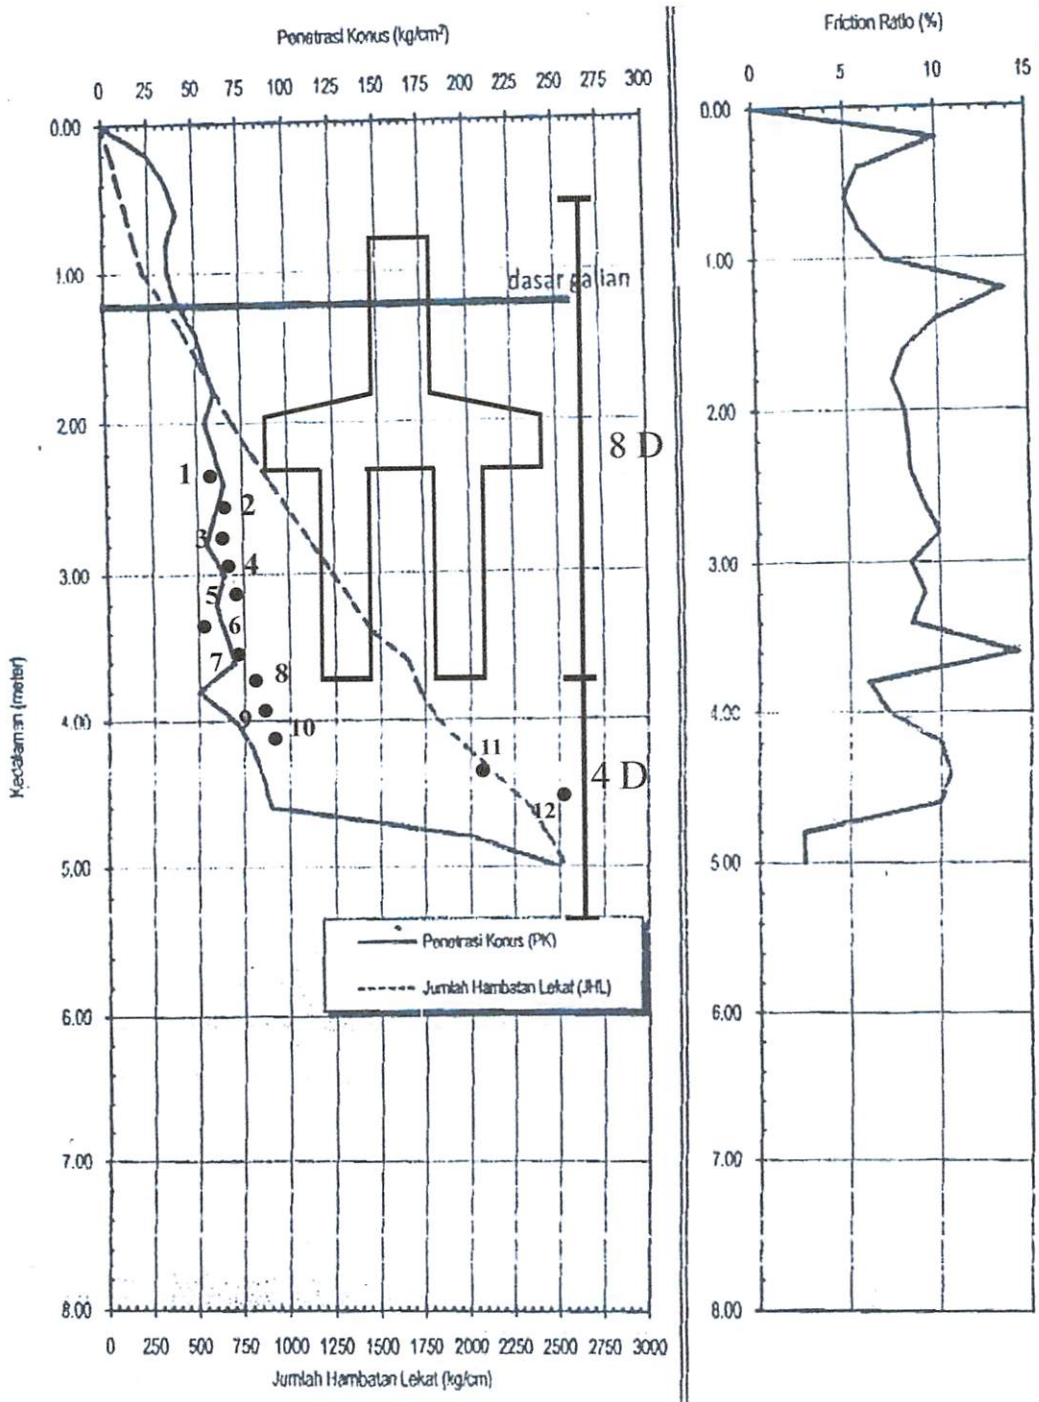 Penetrasi Konus (kg/cm²)
0 25 50 75 100 125 150 175 200 225 250 275 300
0.00
1.00
2.00
3.00
4.00
5.00
6.00
7.00
8.00
Kedalaman (meter)
dasar galian
8 D
4 D
1
2
3
4
5
6
7
8
9
10
11
12
Penetrasi Konus (PK)
Jumlah Hambatan Lekat (JHL)
0 250 500 750 1000 1250 1500 1750 2000 2250 2500 2750 3000
Jumlah Hambatan Lekat (kg/cm)
Friction Ratio (%)
0 5 10 15
0.00
1.00
2.00
3.00
4.00
5.00
6.00
7.00
8.00